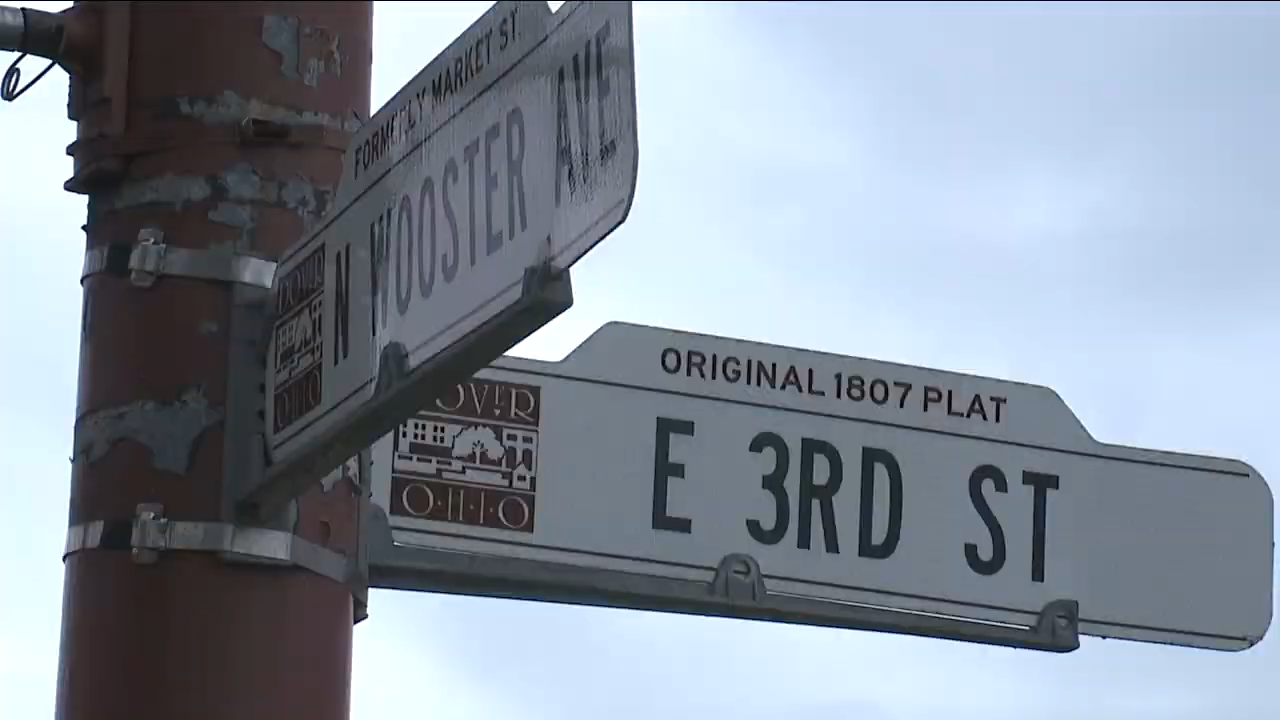 FORMERLY MARKET ST.
N WOOSTER AVE
DOVER
OHIO
ORIGINAL 1807 PLAT
E 3RD ST
DOVER
O·H·I·O